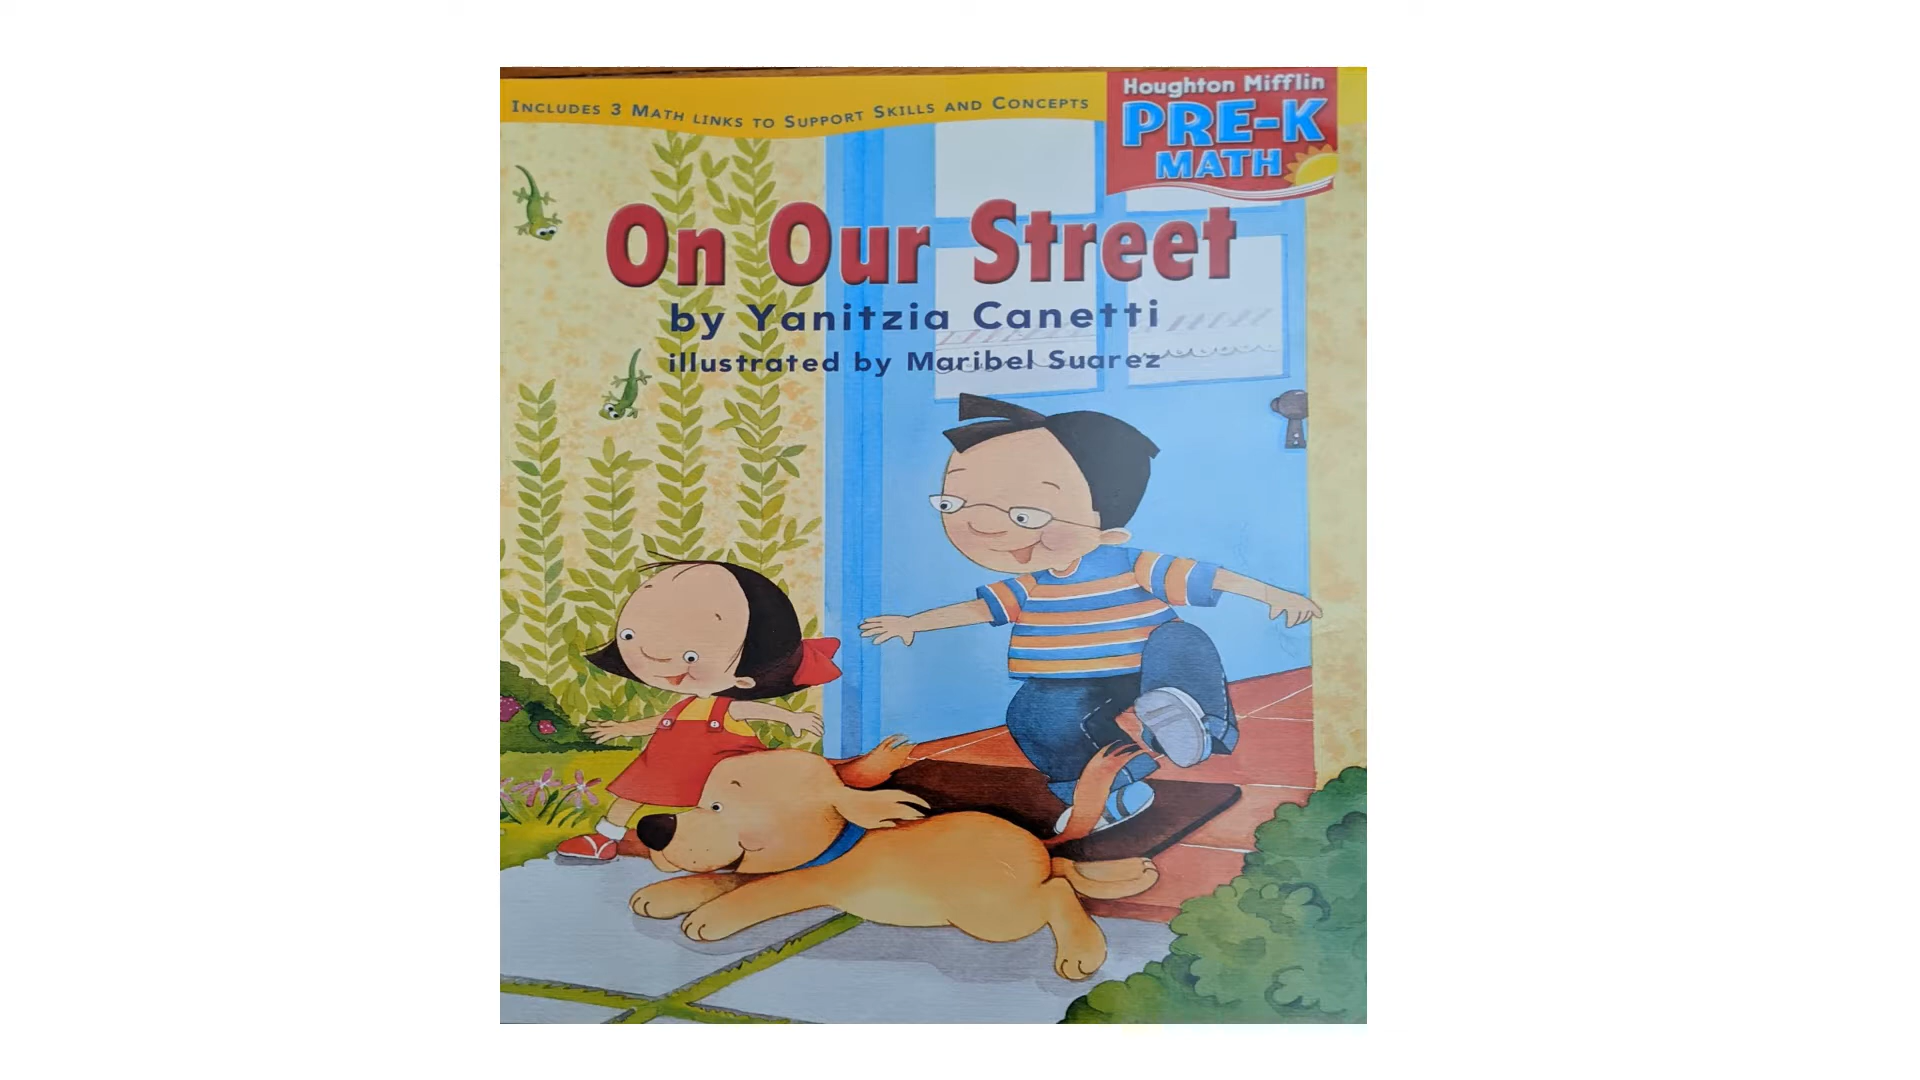 Includes 3 Math links to Support Skills and Concepts
Houghton Mifflin
PRE-K
MATH
On Our Street
by Yanitzia Canetti
illustrated by Maribel Suarez